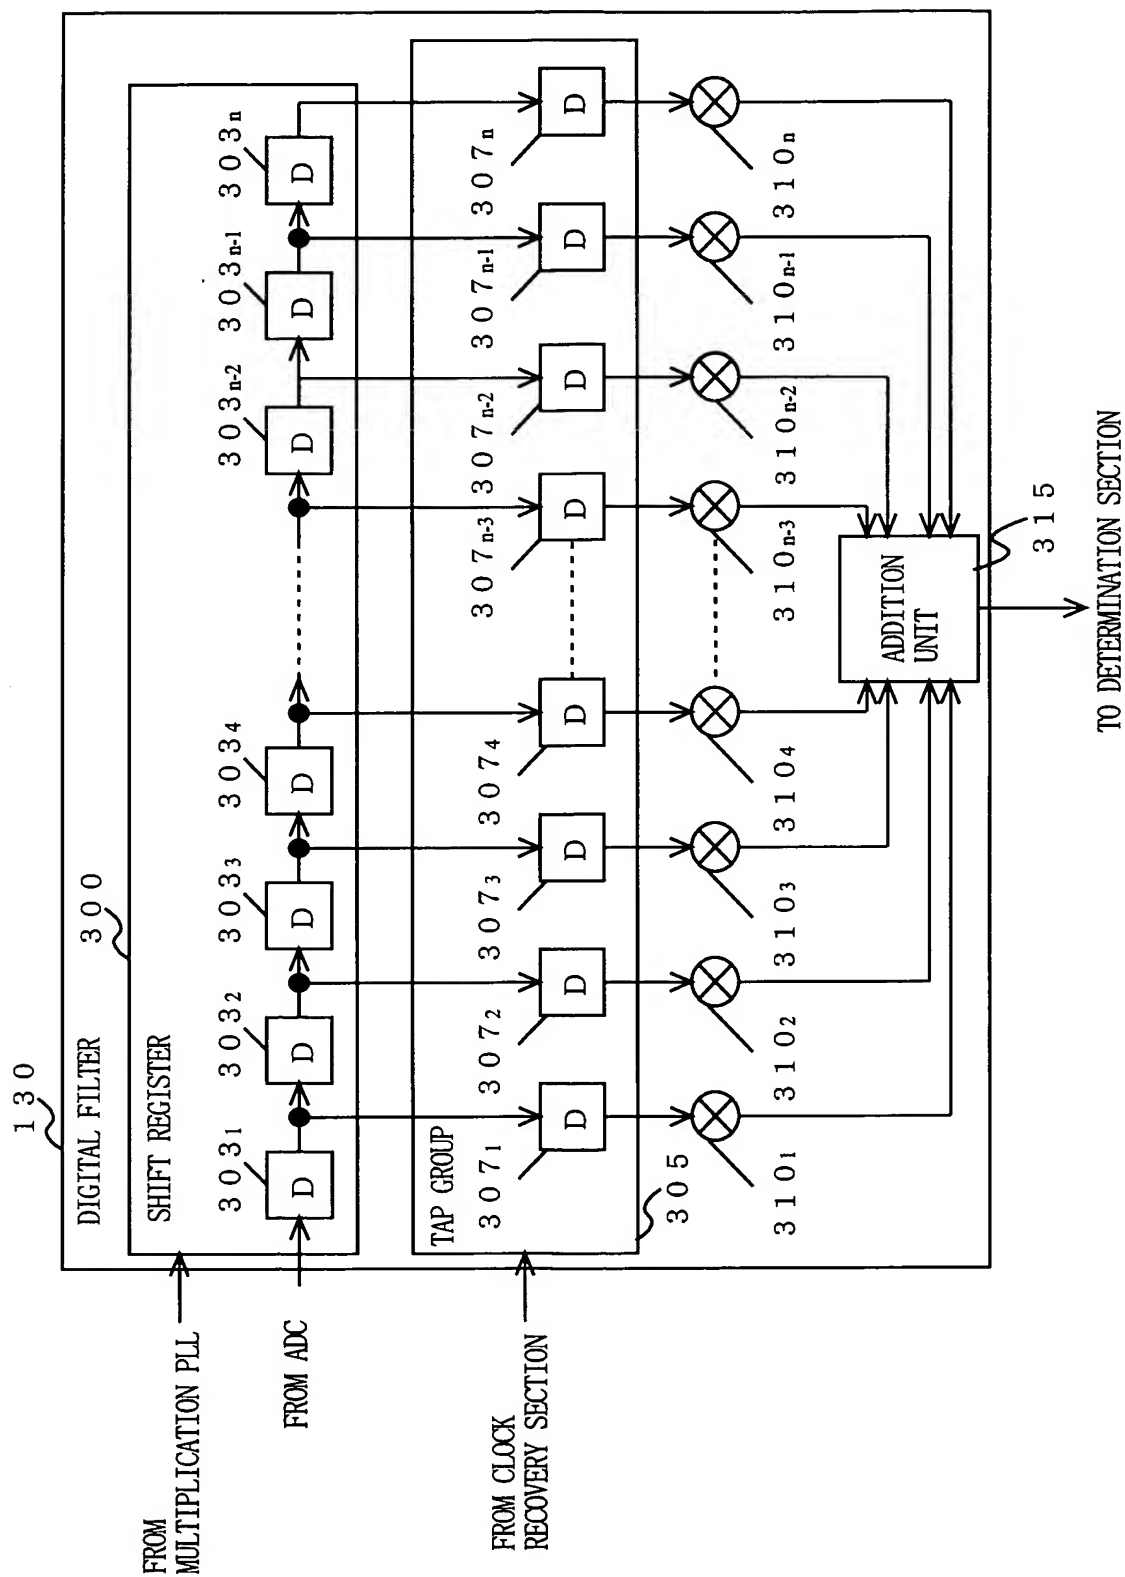 130
DIGITAL FILTER
300
SHIFT REGISTER
303₁
303₂
303₃
303₄
303ₙ₋₂
303ₙ₋₁
303ₙ
D
D
D
D
D
D
D
FROM
MULTIPLICATION PLL
FROM ADC
TAP GROUP
305
307₁
307₂
307₃
307₄
307ₙ₋₃
307ₙ₋₂
307ₙ₋₁
307ₙ
D
D
D
D
D
D
D
D
FROM CLOCK
RECOVERY SECTION
310₁
310₂
310₃
310₄
310ₙ₋₃
310ₙ₋₂
310ₙ₋₁
310ₙ
ADDITION
UNIT
315
TO DETERMINATION SECTION